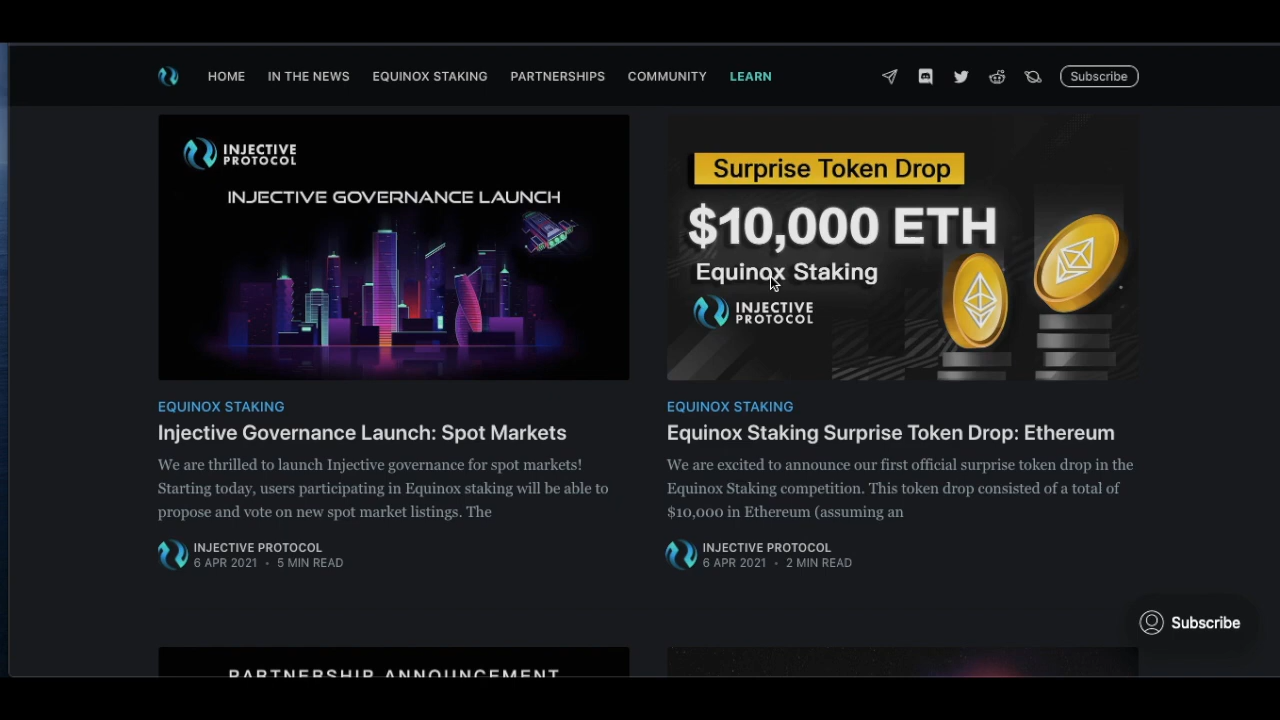 HOME IN THE NEWS EQUINOX STAKING PARTNERSHIPS COMMUNITY LEARN Subscribe
INJECTIVE
PROTOCOL
INJECTIVE GOVERNANCE LAUNCH
EQUINOX STAKING
Injective Governance Launch: Spot Markets
We are thrilled to launch Injective governance for spot markets!
Starting today, users participating in Equinox staking will be able to
propose and vote on new spot market listings. The
INJECTIVE PROTOCOL
6 APR 2021 • 5 MIN READ
Surprise Token Drop
$10,000 ETH
Equinox Staking
INJECTIVE
PROTOCOL
EQUINOX STAKING
Equinox Staking Surprise Token Drop: Ethereum
We are excited to announce our first official surprise token drop in the
Equinox Staking competition. This token drop consisted of a total of
$10,000 in Ethereum (assuming an
INJECTIVE PROTOCOL
6 APR 2021 • 2 MIN READ
Subscribe
PARTNERSHIP ANNOUNCEMENT